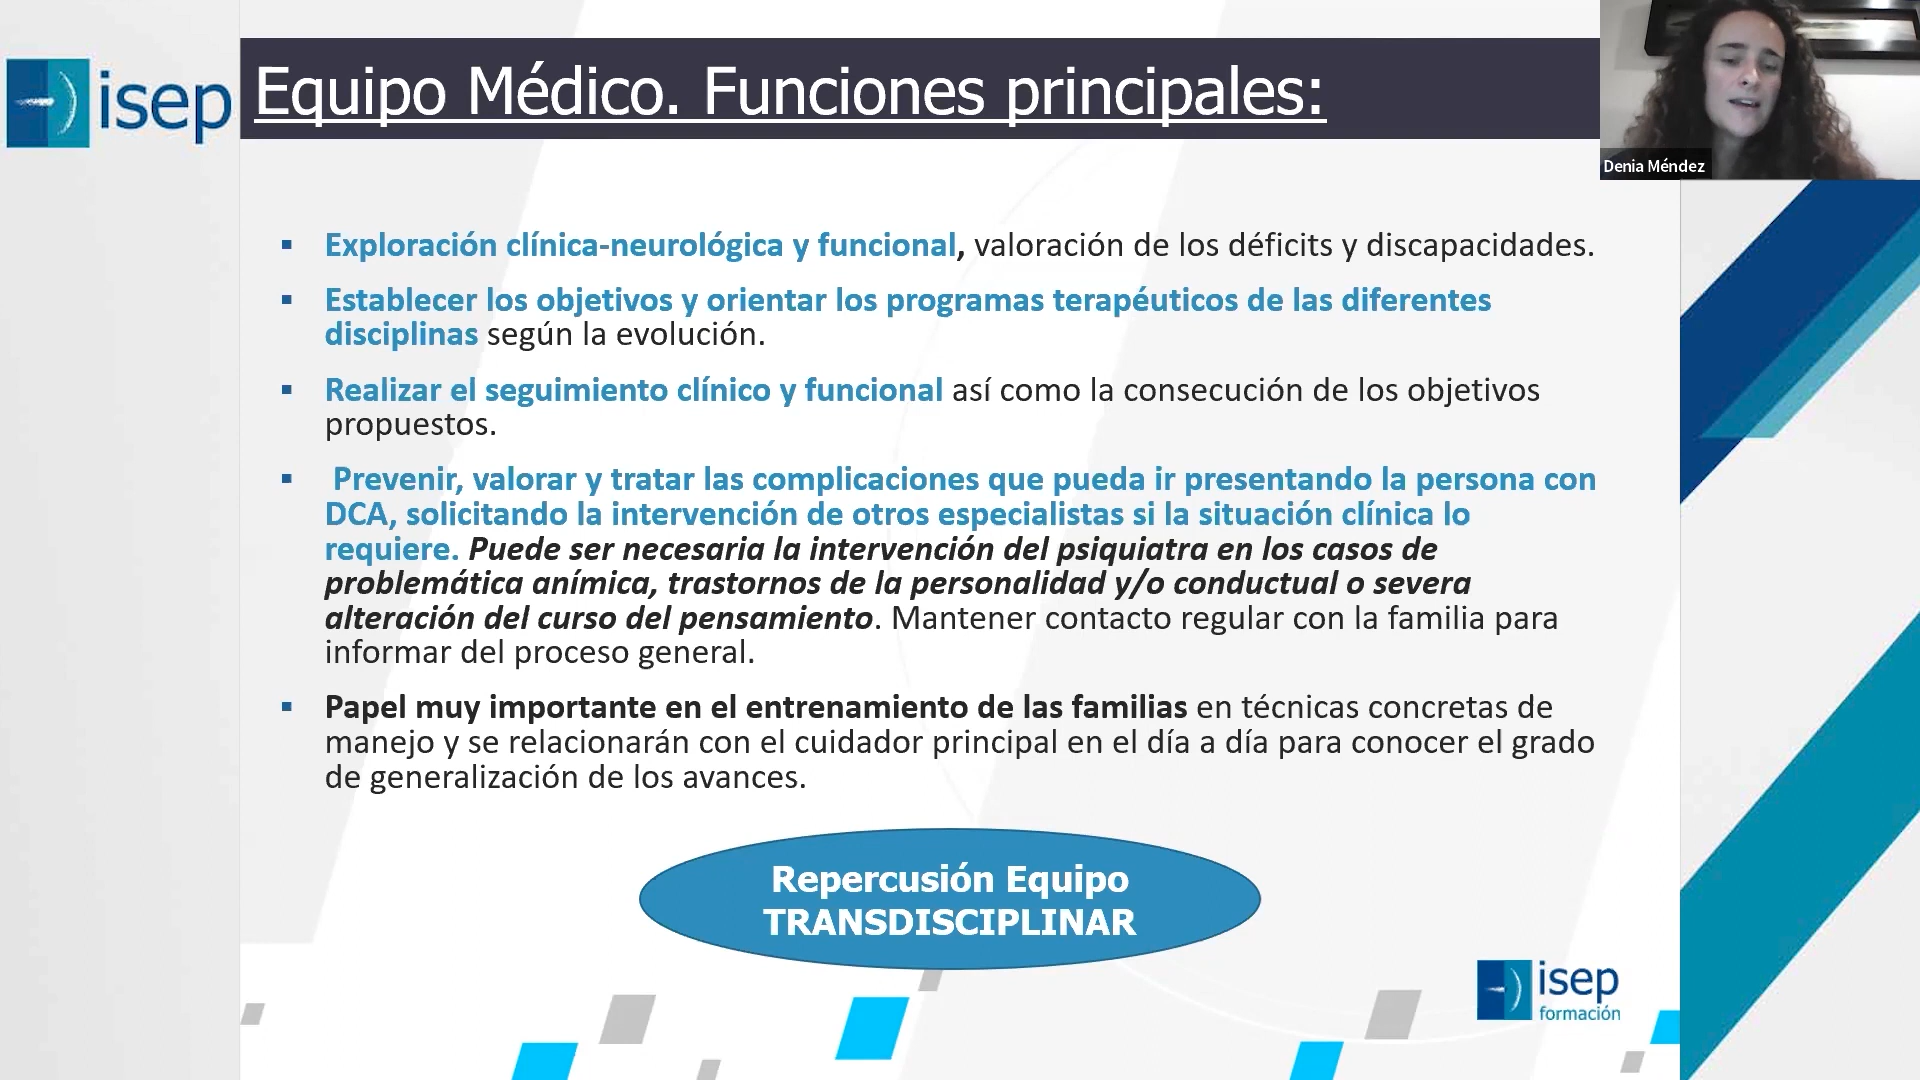 isep
Equipo Médico. Funciones principales:
Denia Méndez
▪ Exploración clínica-neurológica y funcional, valoración de los déficits y discapacidades.
▪ Establecer los objetivos y orientar los programas terapéuticos de las diferentes
disciplinas según la evolución.
▪ Realizar el seguimiento clínico y funcional así como la consecución de los objetivos
propuestos.
▪ Prevenir, valorar y tratar las complicaciones que pueda ir presentando la persona con
DCA, solicitando la intervención de otros especialistas si la situación clínica lo
requiere. Puede ser necesaria la intervención del psiquiatra en los casos de
problemática anímica, trastornos de la personalidad y/o conductual o severa
alteración del curso del pensamiento. Mantener contacto regular con la familia para
informar del proceso general.
▪ Papel muy importante en el entrenamiento de las familias en técnicas concretas de
manejo y se relacionarán con el cuidador principal en el día a día para conocer el grado
de generalización de los avances.
Repercusión Equipo
TRANSDISCIPLINAR
isep
formación